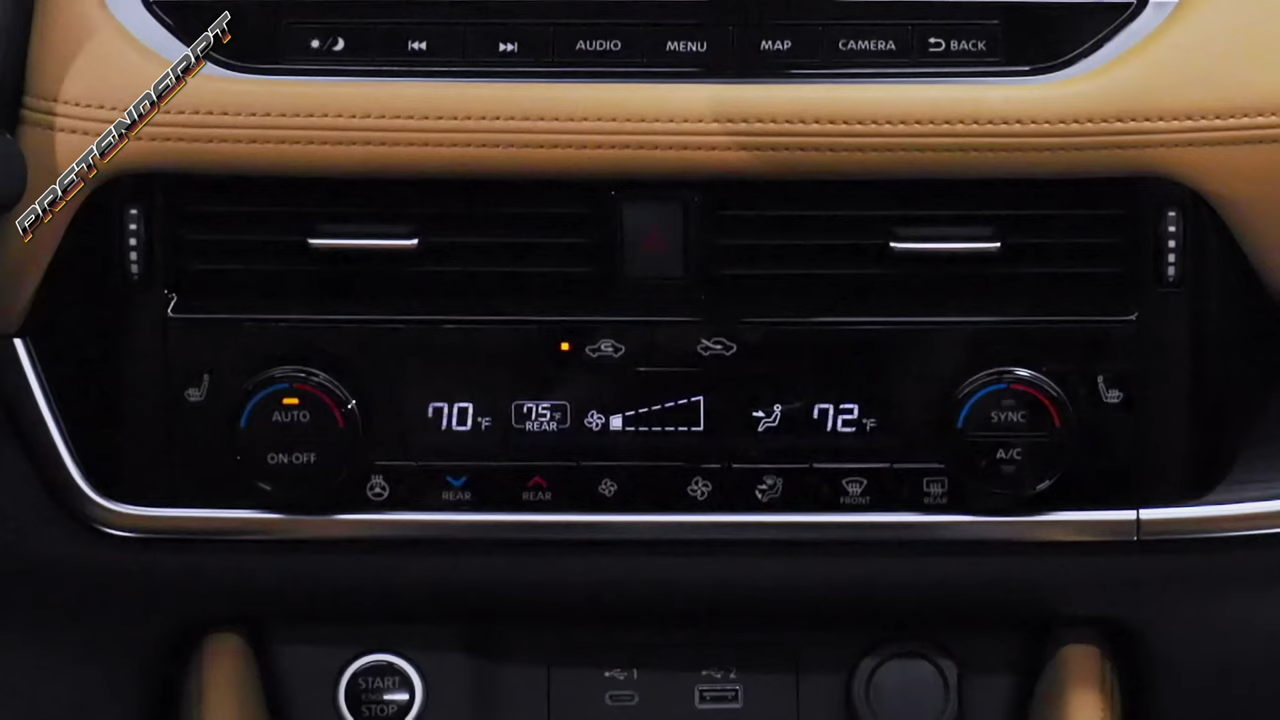 PRETENDERPT
AUDIO MENU MAP CAMERA BACK
AUTO
ON·OFF
70°F
75°F
REAR
72°F
SYNC
A/C
REAR
REAR
FRONT
REAR
START
ENGINE
STOP
1
2